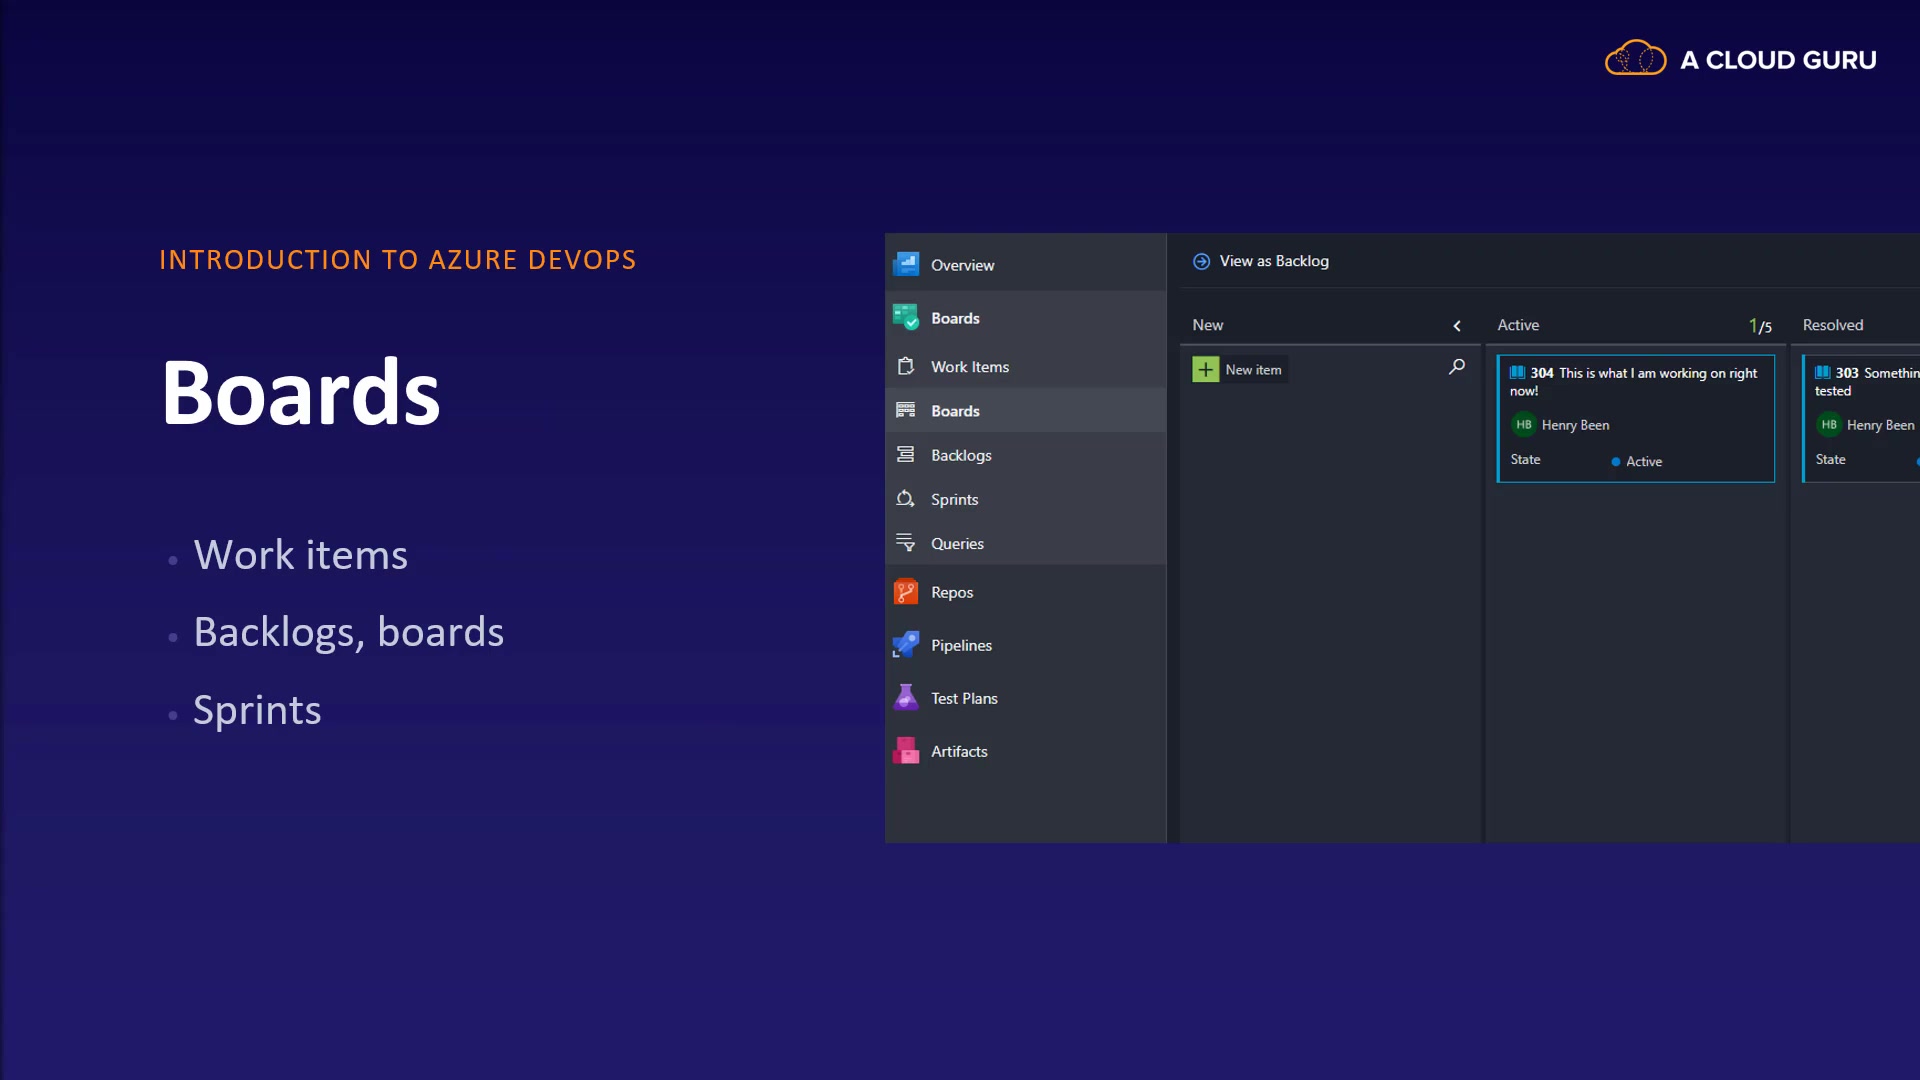 A CLOUD GURU
INTRODUCTION TO AZURE DEVOPS
Boards
Work items
Backlogs, boards
Sprints
Overview
Boards
Work Items
Boards
Backlogs
Sprints
Queries
Repos
Pipelines
Test Plans
Artifacts
View as Backlog
New
New item
Active 1/5
304 This is what I am working on right
now!
HB Henry Been
State Active
Resolved
303 Somethin
tested
HB Henry Been
State